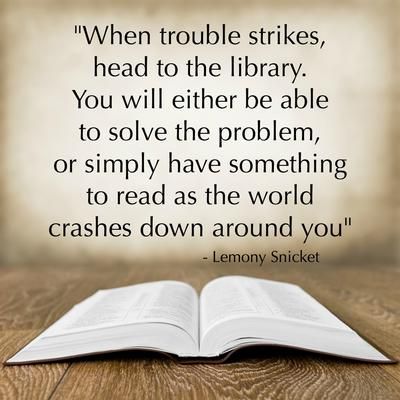 "When trouble strikes,
head to the library.
You will either be able
to solve the problem,
or simply have something
to read as the world
crashes down around you"
- Lemony Snicket